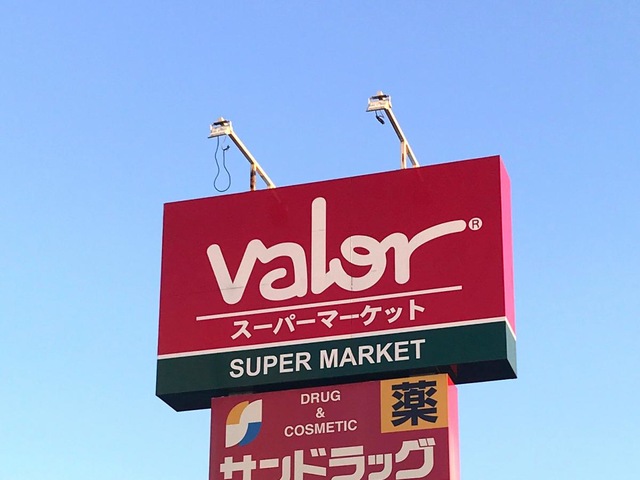 valor®
スーパーマーケット
SUPER MARKET
DRUG
&
COSMETIC
薬
サンドラッグ